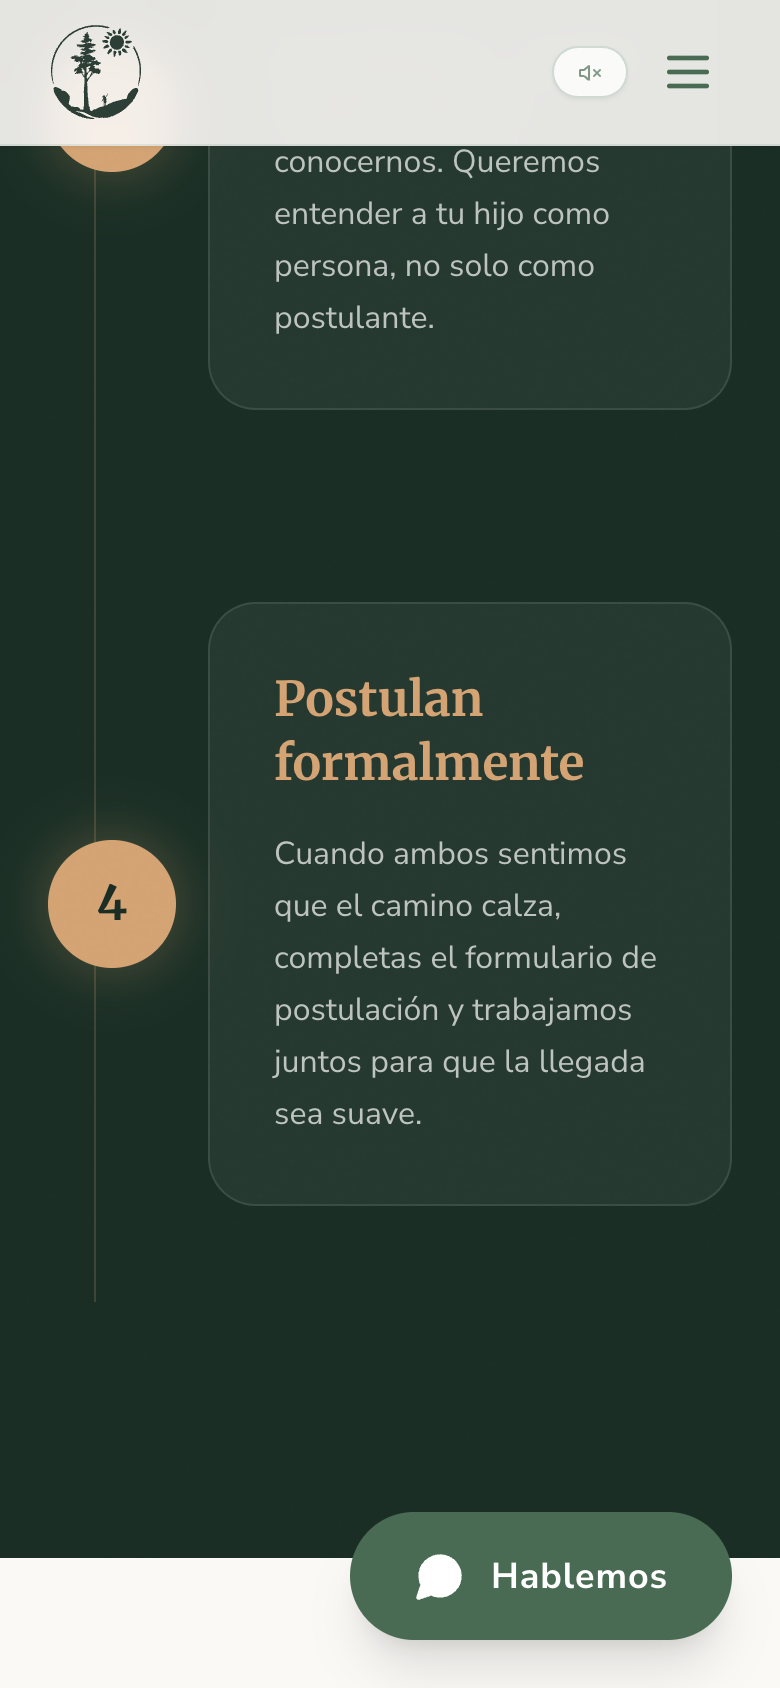 conocernos. Queremos
entender a tu hijo como
persona, no solo como
postulante.
Postulan
formalmente
4
Cuando ambos sentimos
que el camino calza,
completas el formulario de
postulación y trabajamos
juntos para que la llegada
sea suave.
Hablemos